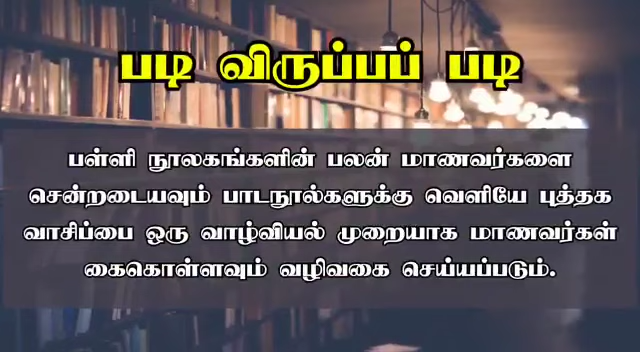 படி விருப்பப் படி
பள்ளி நூலகங்களின் பலன் மாணவர்களை
சென்றடையவும் பாடநூல்களுக்கு வெளியே புத்தக
வாசிப்பை ஒரு வாழ்வியல் முறையாக மாணவர்கள்
கைகொள்ளவும் வழிவகை செய்யப்படும்.